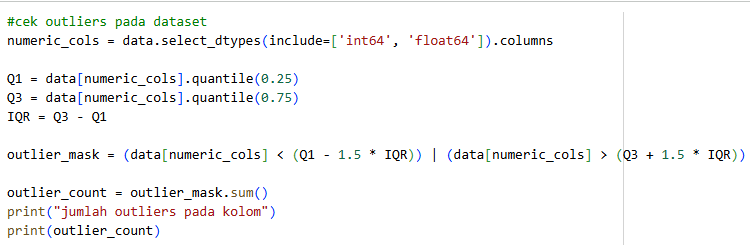 #cek outliers pada dataset
numeric_cols = data.select_dtypes(include=['int64', 'float64']).columns
Q1 = data[numeric_cols].quantile(0.25)
Q3 = data[numeric_cols].quantile(0.75)
IQR = Q3 - Q1
outlier_mask = (data[numeric_cols] < (Q1 - 1.5 * IQR)) | (data[numeric_cols] > (Q3 + 1.5 * IQR))
outlier_count = outlier_mask.sum()
print("jumlah outliers pada kolom")
print(outlier_count)